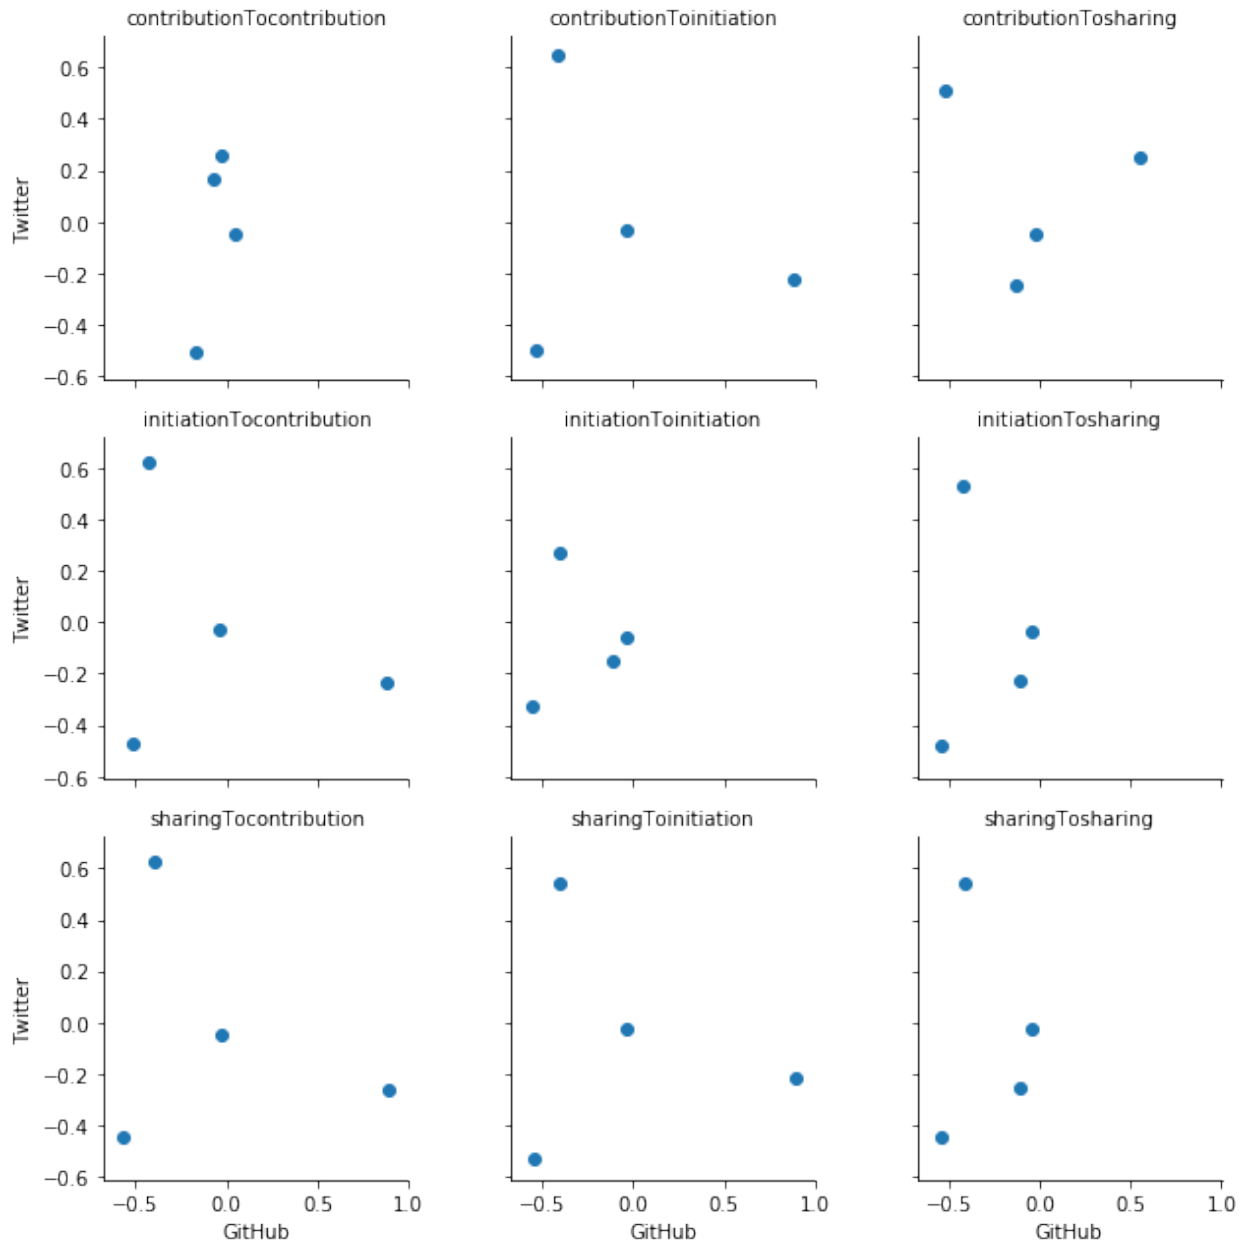 contributionTocontribution
contributionToinitiation
contributionTosharing
Twitter
0.6
0.4
0.2
0.0
−0.2
−0.4
−0.6
initiationTocontribution
initiationToinitiation
initiationTosharing
Twitter
0.6
0.4
0.2
0.0
−0.2
−0.4
−0.6
sharingTocontribution
sharingToinitiation
sharingTosharing
Twitter
0.6
0.4
0.2
0.0
−0.2
−0.4
−0.6
−0.5 0.0 0.5 1.0
−0.5 0.0 0.5 1.0
−0.5 0.0 0.5 1.0
GitHub
GitHub
GitHub